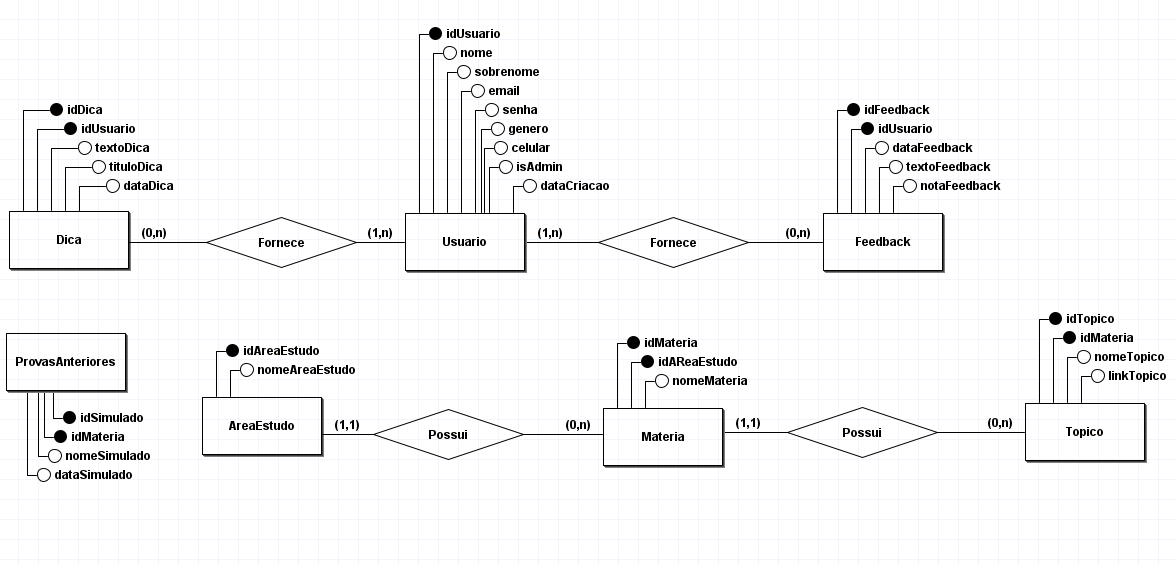 idUsuario
nome
sobrenome
email
senha
genero
celular
isAdmin
dataCriacao
idDica
idUsuario
textoDica
tituloDica
dataDica
idFeedback
idUsuario
dataFeedback
textoFeedback
notaFeedback
Dica
(0,n)
Fornece
(1,n)
Usuario
(1,n)
Fornece
(0,n)
Feedback
ProvasAnteriores
idSimulado
idMateria
nomeSimulado
dataSimulado
idAreaEstudo
nomeAreaEstudo
AreaEstudo
(1,1)
Possui
(0,n)
idMateria
idAReaEstudo
nomeMateria
Materia
(1,1)
Possui
(0,n)
idTopico
idMateria
nomeTopico
linkTopico
Topico